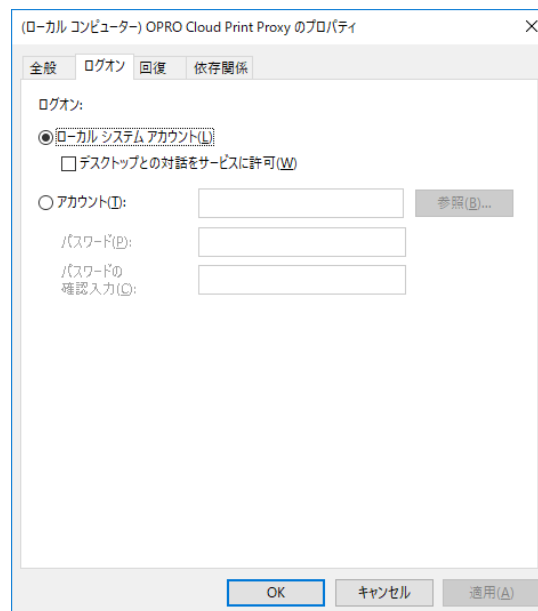 (ローカル コンピューター) OPRO Cloud Print Proxy のプロパティ
全般 ログオン 回復 依存関係
ログオン:
ローカル システム アカウント(L)
デスクトップとの対話をサービスに許可(W)
アカウント(T): 参照(B)...
パスワード(P):
パスワードの
確認入力(C):
OK キャンセル 適用(A)